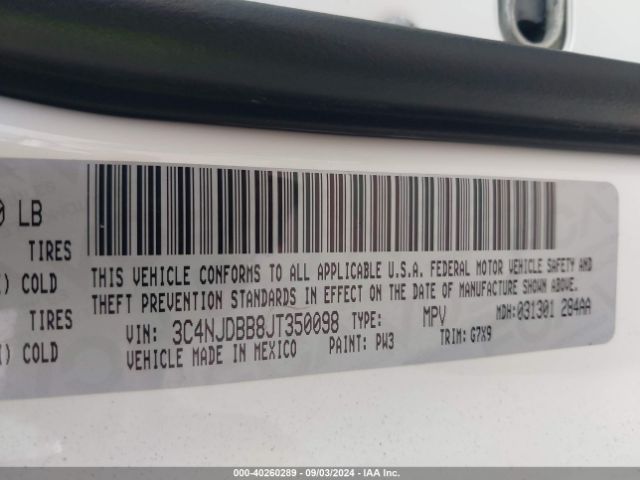 0 LB
TIRES
) COLD
TIRES
) COLD
THIS VEHICLE CONFORMS TO ALL APPLICABLE U.S.A. FEDERAL MOTOR VEHICLE SAFETY AND
THEFT PREVENTION STANDARDS IN EFFECT ON THE DATE OF MANUFACTURE SHOWN ABOVE.
VIN: 3C4NJDBB8JT350098 TYPE: MPV MDH:031301 284AA
VEHICLE MADE IN MEXICO PAINT: PW3 TRIM: G7X9
000-40260289 - 09/03/2024 - IAA Inc.